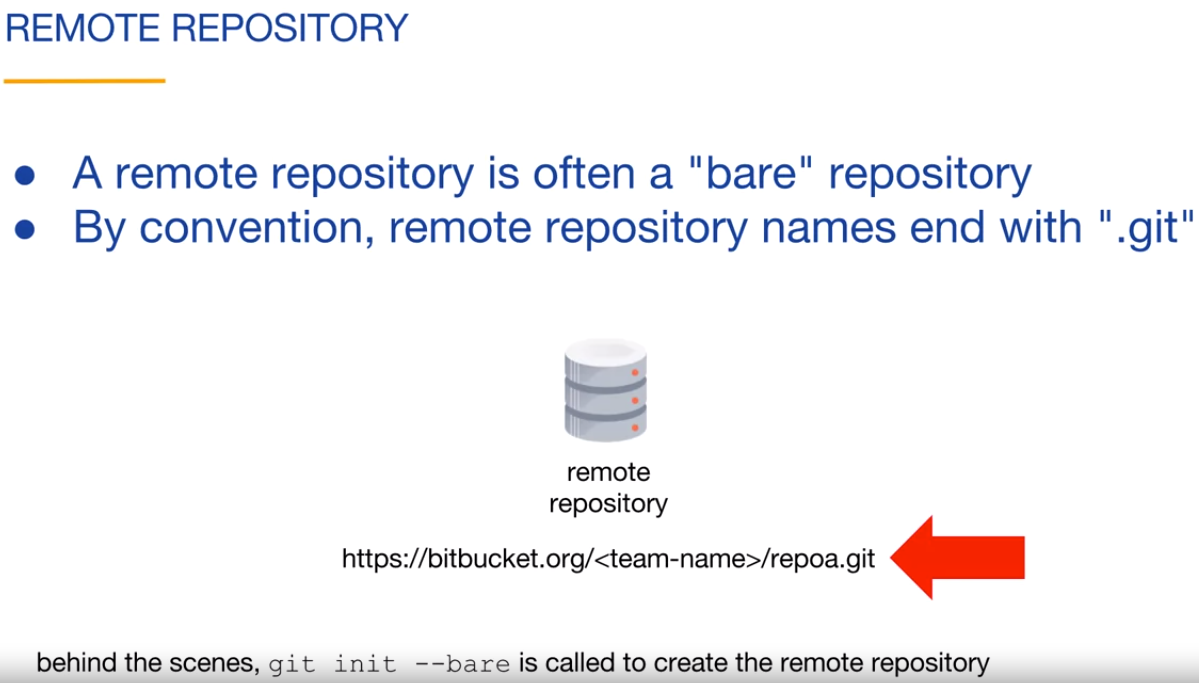 REMOTE REPOSITORY
● A remote repository is often a "bare" repository
● By convention, remote repository names end with ".git"
remote
repository
https://bitbucket.org/<team-name>/repoa.git
behind the scenes, git init --bare is called to create the remote repository